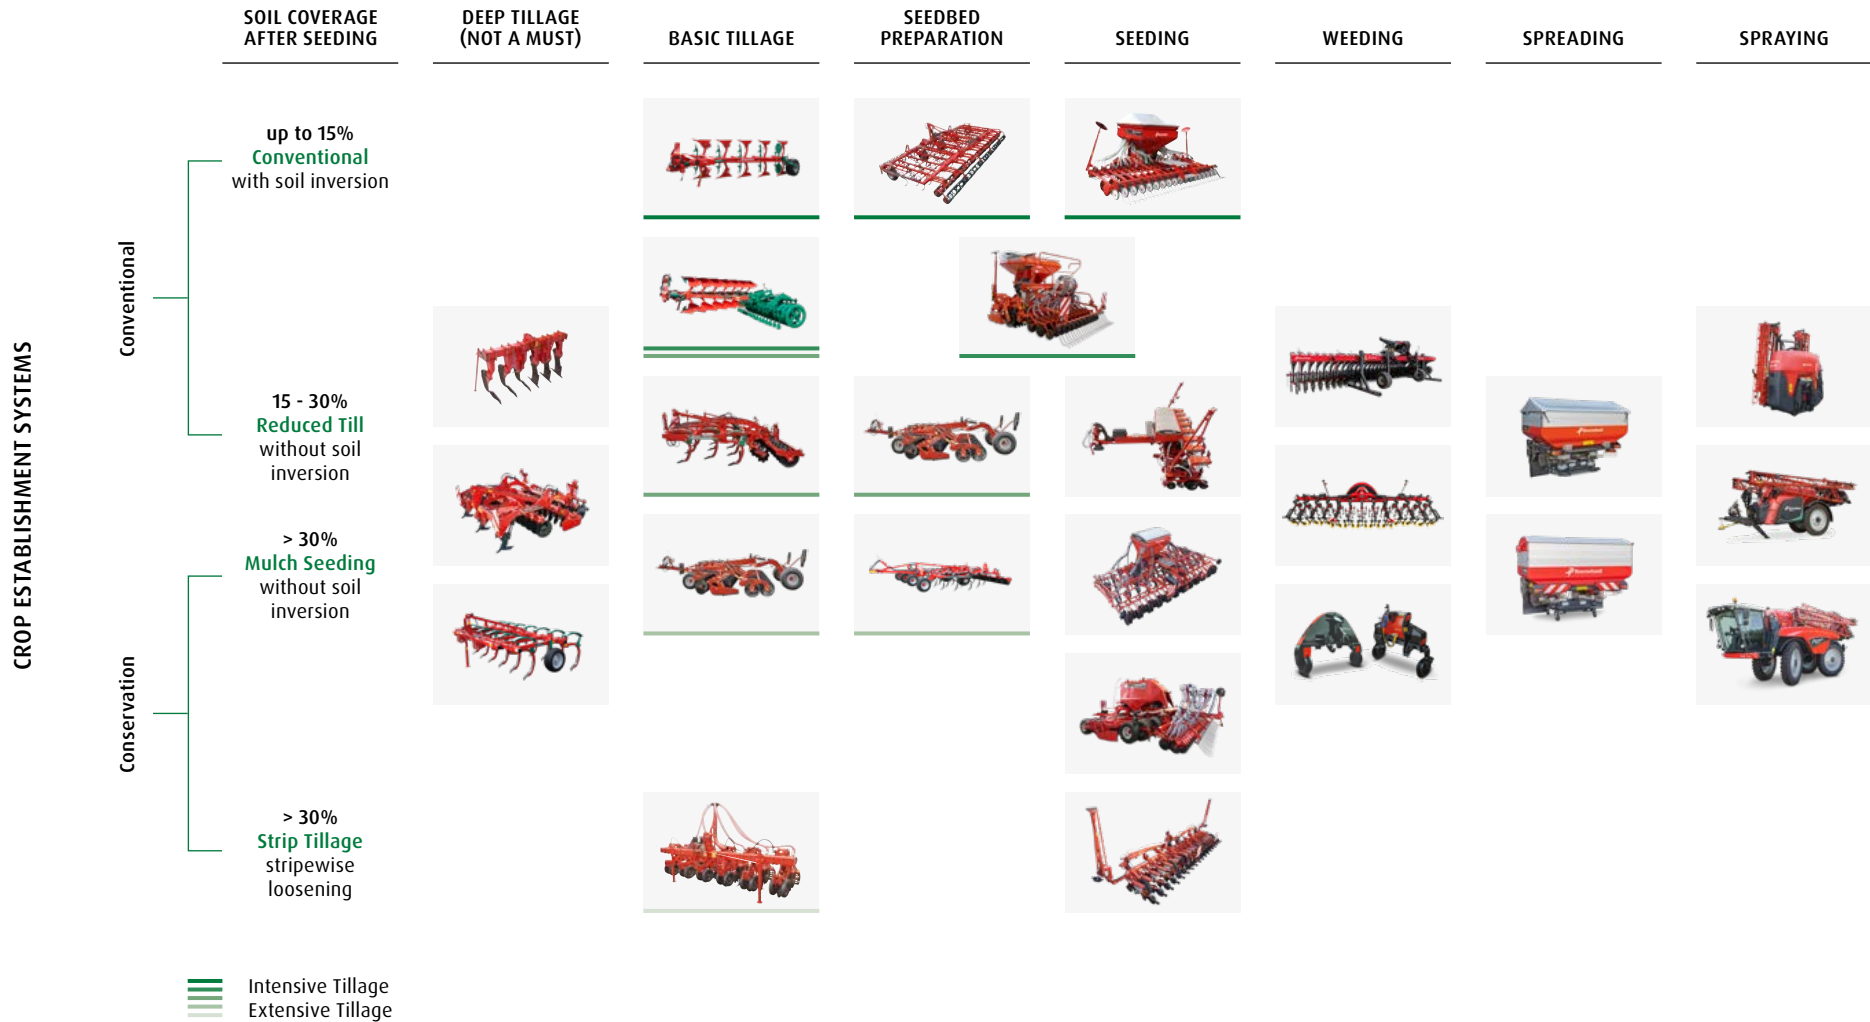 SOIL COVERAGE
AFTER SEEDING
DEEP TILLAGE
(NOT A MUST)
BASIC TILLAGE
SEEDBED
PREPARATION
SEEDING
WEEDING
SPREADING
SPRAYING
CROP ESTABLISHMENT SYSTEMS
Conventional
up to 15%
Conventional
with soil inversion
15 - 30%
Reduced Till
without soil
inversion
Conservation
> 30%
Mulch Seeding
without soil
inversion
> 30%
Strip Tillage
stripewise
loosening
Intensive Tillage
Extensive Tillage